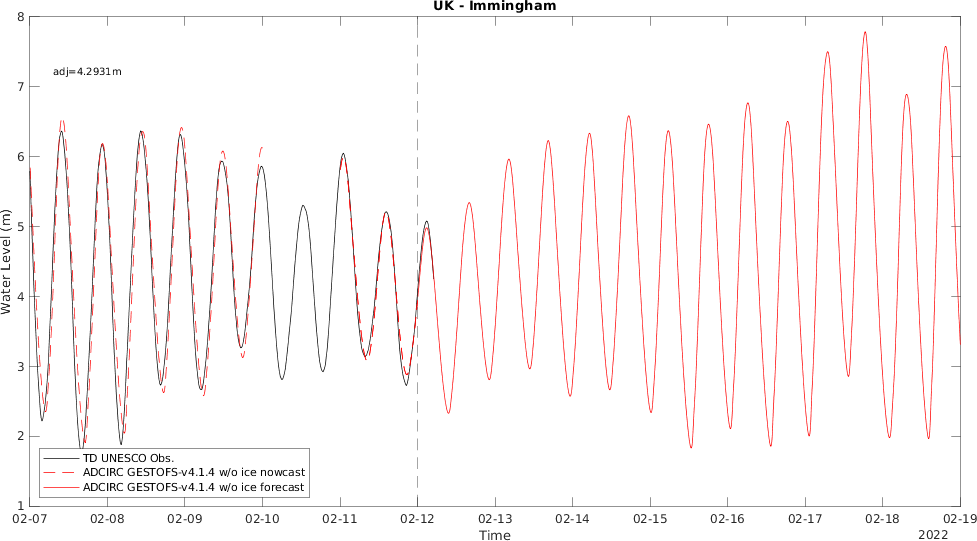 UK - Immingham
adj=4.2931m
Water Level (m)
8
7
6
5
4
3
2
1
TD UNESCO Obs.
ADCIRC GESTOFS-v4.1.4 w/o ice nowcast
ADCIRC GESTOFS-v4.1.4 w/o ice forecast
02-07 02-08 02-09 02-10 02-11 02-12 02-13 02-14 02-15 02-16 02-17 02-18 02-19
Time
2022